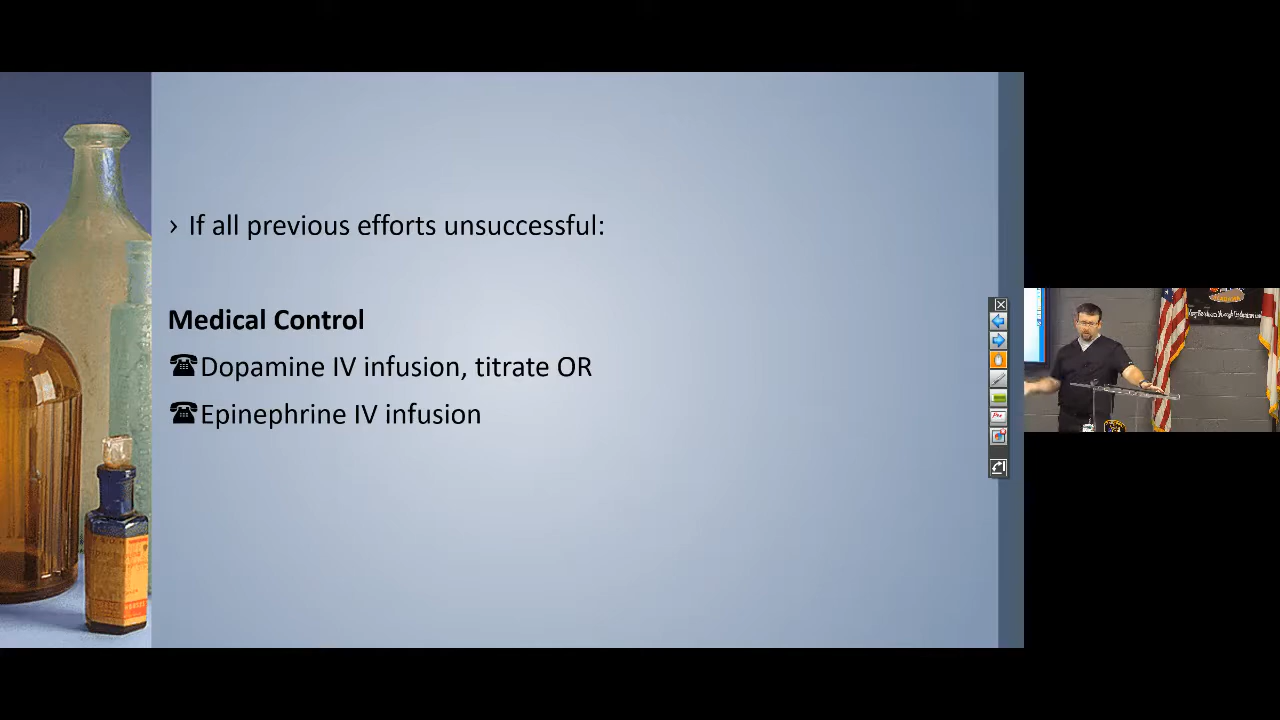 › If all previous efforts unsuccessful:
Medical Control
☎Dopamine IV infusion, titrate OR
☎Epinephrine IV infusion